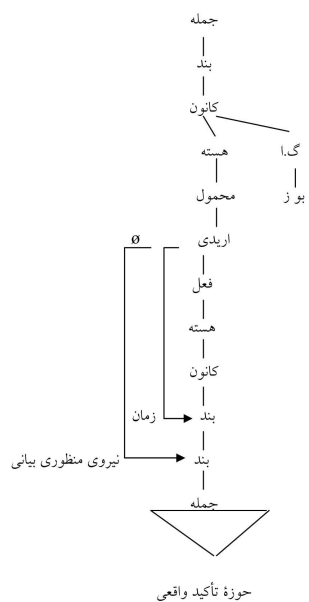 جمله
بند
کانون
هسته گ.ا
محمول بو ز
اریدی ø
فعل
هسته
کانون
بند زمان
بند نیروی منظوری بیانی
جمله
حوزهٔ تأکید واقعی